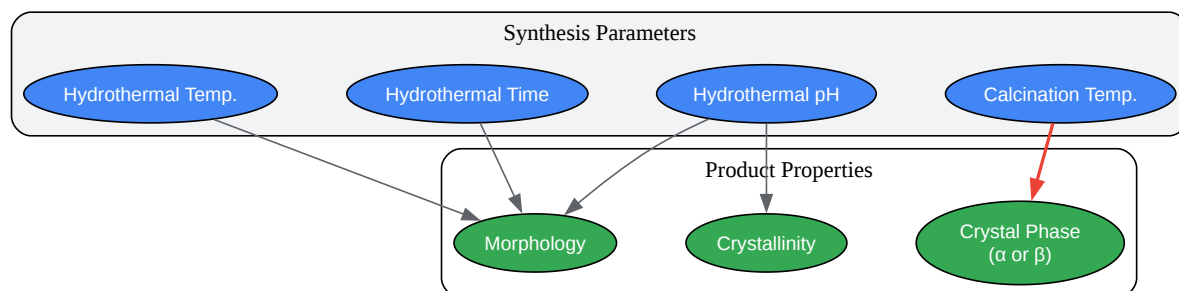 Synthesis Parameters
Hydrothermal Temp.
Hydrothermal Time
Hydrothermal pH
Calcination Temp.
Product Properties
Morphology
Crystallinity
Crystal Phase
(α or β)